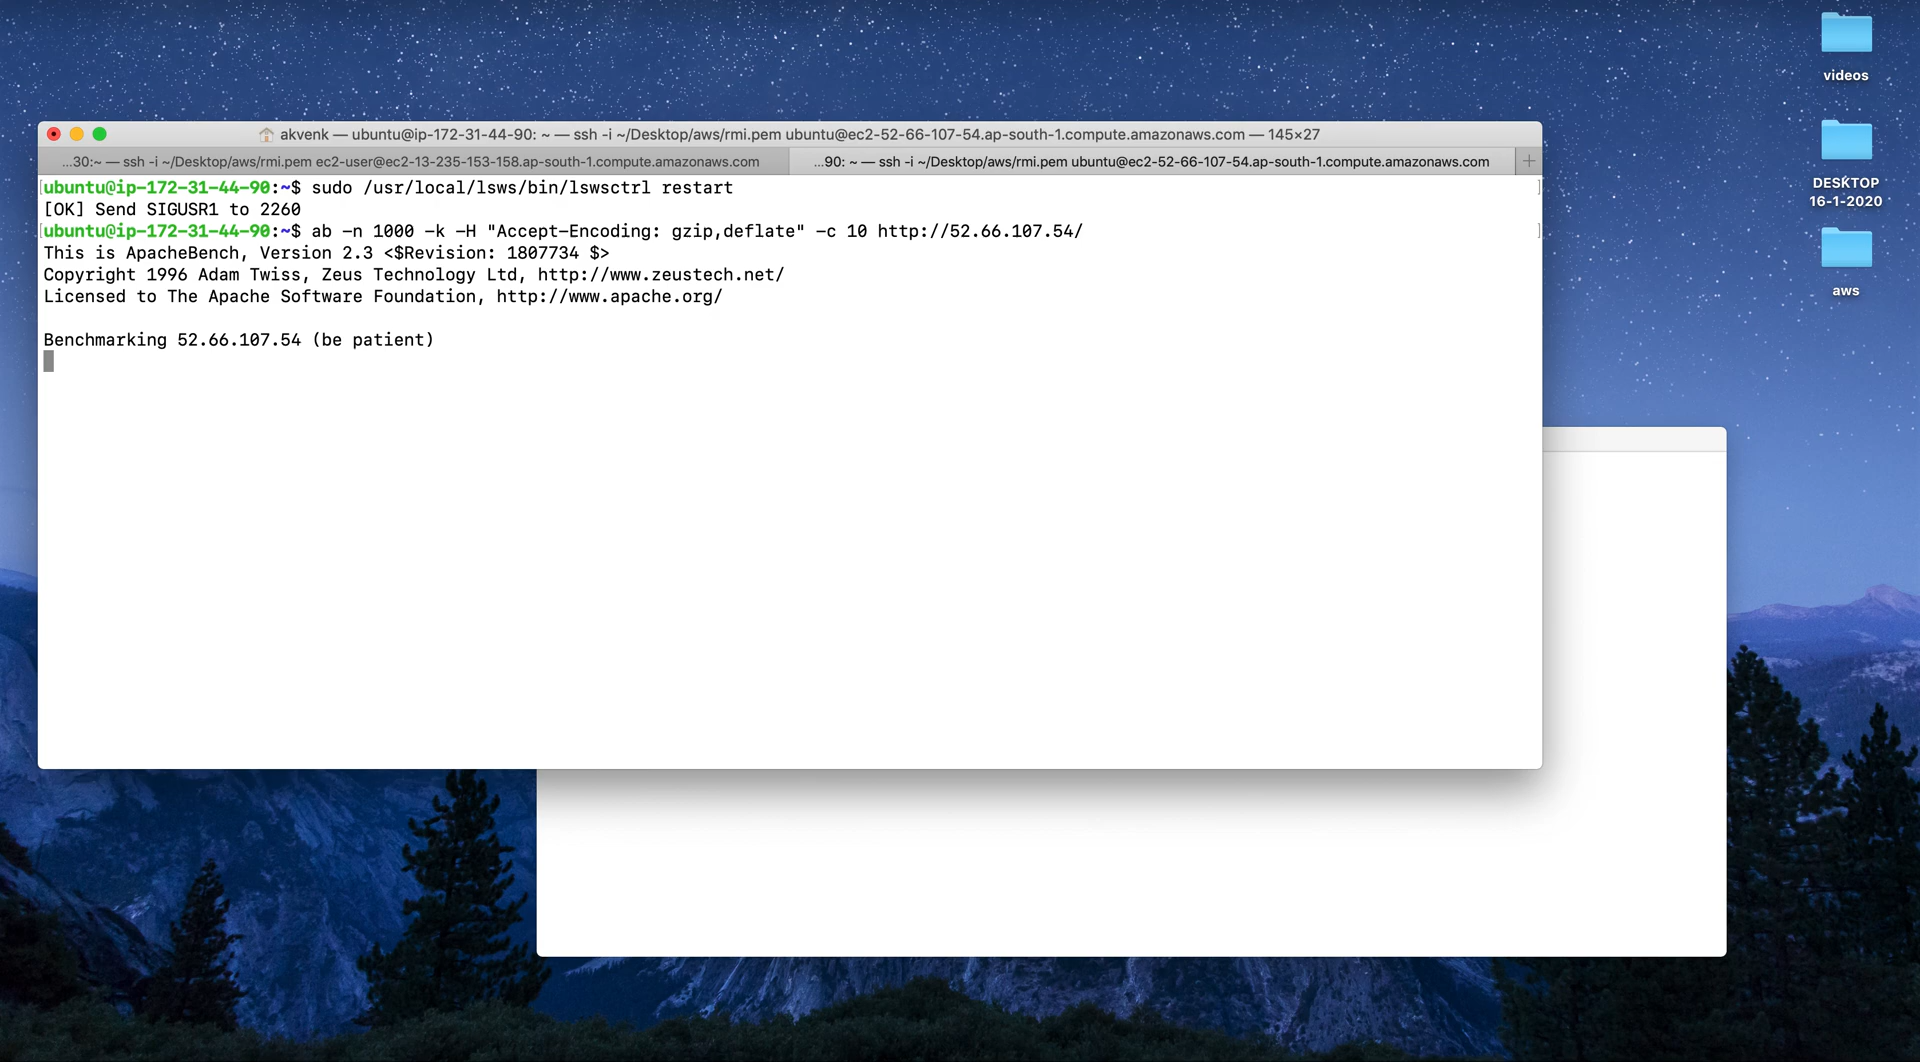 akvenk — ubuntu@ip-172-31-44-90: ~ — ssh -i ~/Desktop/aws/rmi.pem ubuntu@ec2-52-66-107-54.ap-south-1.compute.amazonaws.com — 145×27
...30:~ — ssh -i ~/Desktop/aws/rmi.pem ec2-user@ec2-13-235-153-158.ap-south-1.compute.amazonaws.com
...90: ~ — ssh -i ~/Desktop/aws/rmi.pem ubuntu@ec2-52-66-107-54.ap-south-1.compute.amazonaws.com
+
[ubuntu@ip-172-31-44-90:~$ sudo /usr/local/lsws/bin/lswsctrl restart ]
[OK] Send SIGUSR1 to 2260
[ubuntu@ip-172-31-44-90:~$ ab -n 1000 -k -H "Accept-Encoding: gzip,deflate" -c 10 http://52.66.107.54/ ]
This is ApacheBench, Version 2.3 <$Revision: 1807734 $>
Copyright 1996 Adam Twiss, Zeus Technology Ltd, http://www.zeustech.net/
Licensed to The Apache Software Foundation, http://www.apache.org/
Benchmarking 52.66.107.54 (be patient)
videos
DESKTOP
16-1-2020
aws